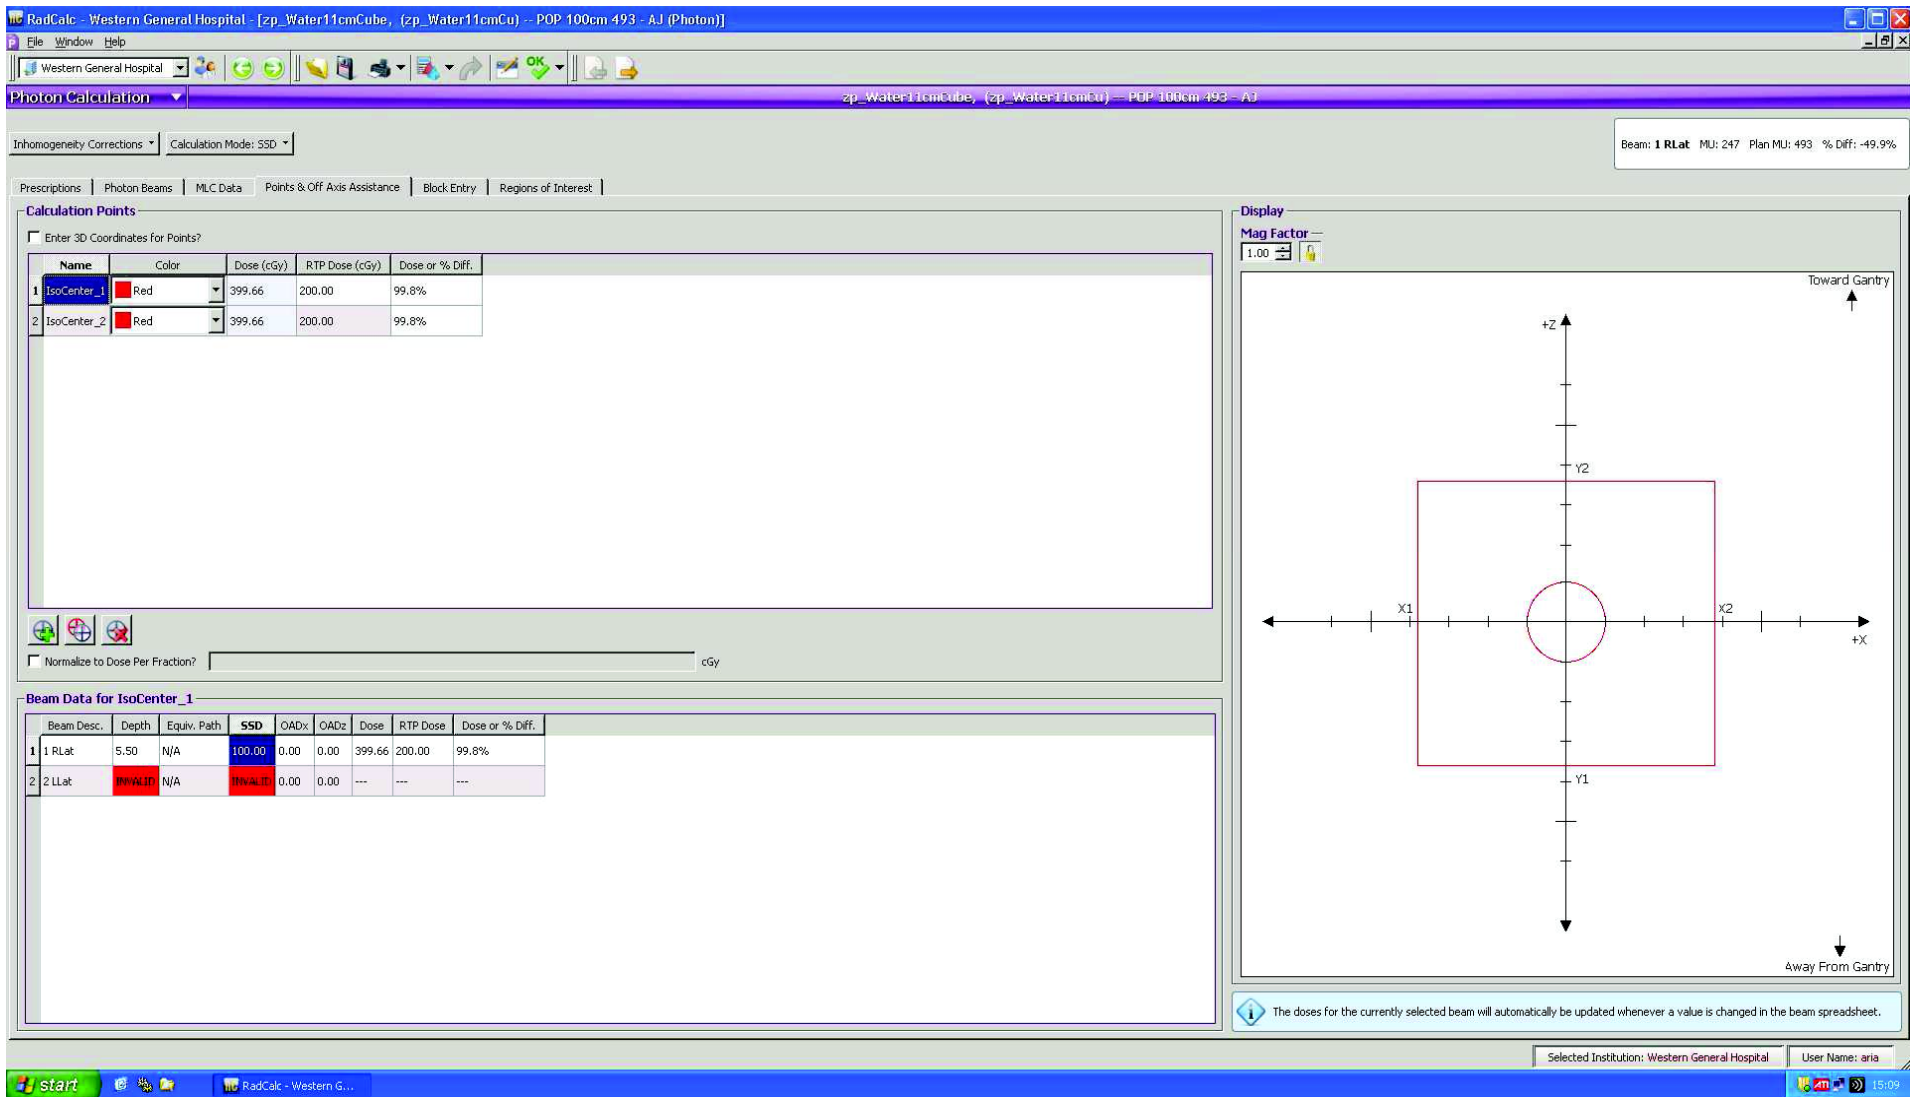 RadCalc - Western General Hospital - [zp_Water11cmCube, (zp_Water11cmCu) -- POP 100cm 493 - AJ (Photon)]
File Window Help
Western General Hospital OK
Photon Calculation zp_Water11cmCube, (zp_Water11cmCu) -- POP 100cm 493 - AJ
Inhomogeneity Corrections Calculation Mode: SSD Beam: 1 RLat MU: 247 Plan MU: 493 % Diff: -49.9%
Prescriptions Photon Beams MLC Data Points & Off Axis Assistance Block Entry Regions of Interest
Calculation Points
Enter 3D Coordinates for Points?
Name Color Dose (cGy) RTP Dose (cGy) Dose or % Diff.
1 IsoCenter_1 Red 399.66 200.00 99.8%
2 IsoCenter_2 Red 399.66 200.00 99.8%
Normalize to Dose Per Fraction? cGy
Beam Data for IsoCenter_1
Beam Desc. Depth Equiv. Path SSD OADx OADz Dose RTP Dose Dose or % Diff.
1 1 RLat 5.50 N/A 100.00 0.00 0.00 399.66 200.00 99.8%
2 2 LLat INVALID N/A INVALID 0.00 0.00 --- --- ---
Display
Mag Factor
1.00
Toward Gantry
+Z
Y2
X1 X2
+X
Y1
Away From Gantry
The doses for the currently selected beam will automatically be updated whenever a value is changed in the beam spreadsheet.
Selected Institution: Western General Hospital User Name: aria
start RadCalc - Western G... ATI 15:09